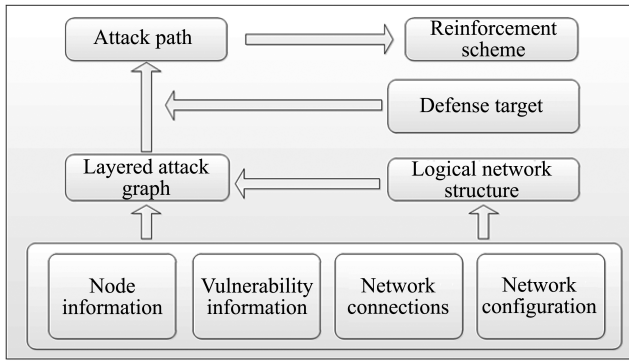 Attack path
Reinforcement
scheme
Defense target
Layered attack
graph
Logical network
structure
Node
information
Vulnerability
information
Network
connections
Network
configuration